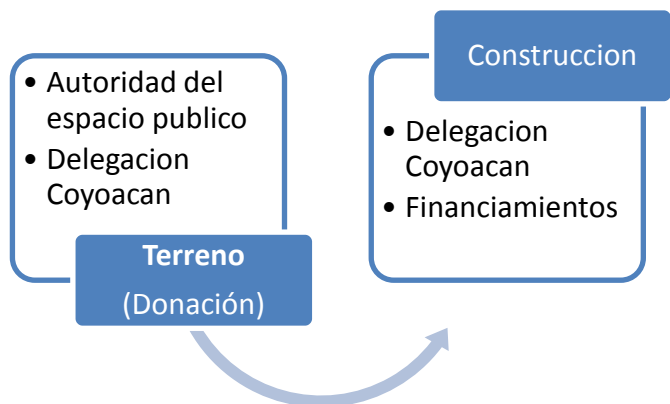 • Autoridad del
espacio publico
• Delegacion
Coyoacan
Terreno
(Donación)
Construccion
• Delegacion
Coyoacan
• Financiamientos